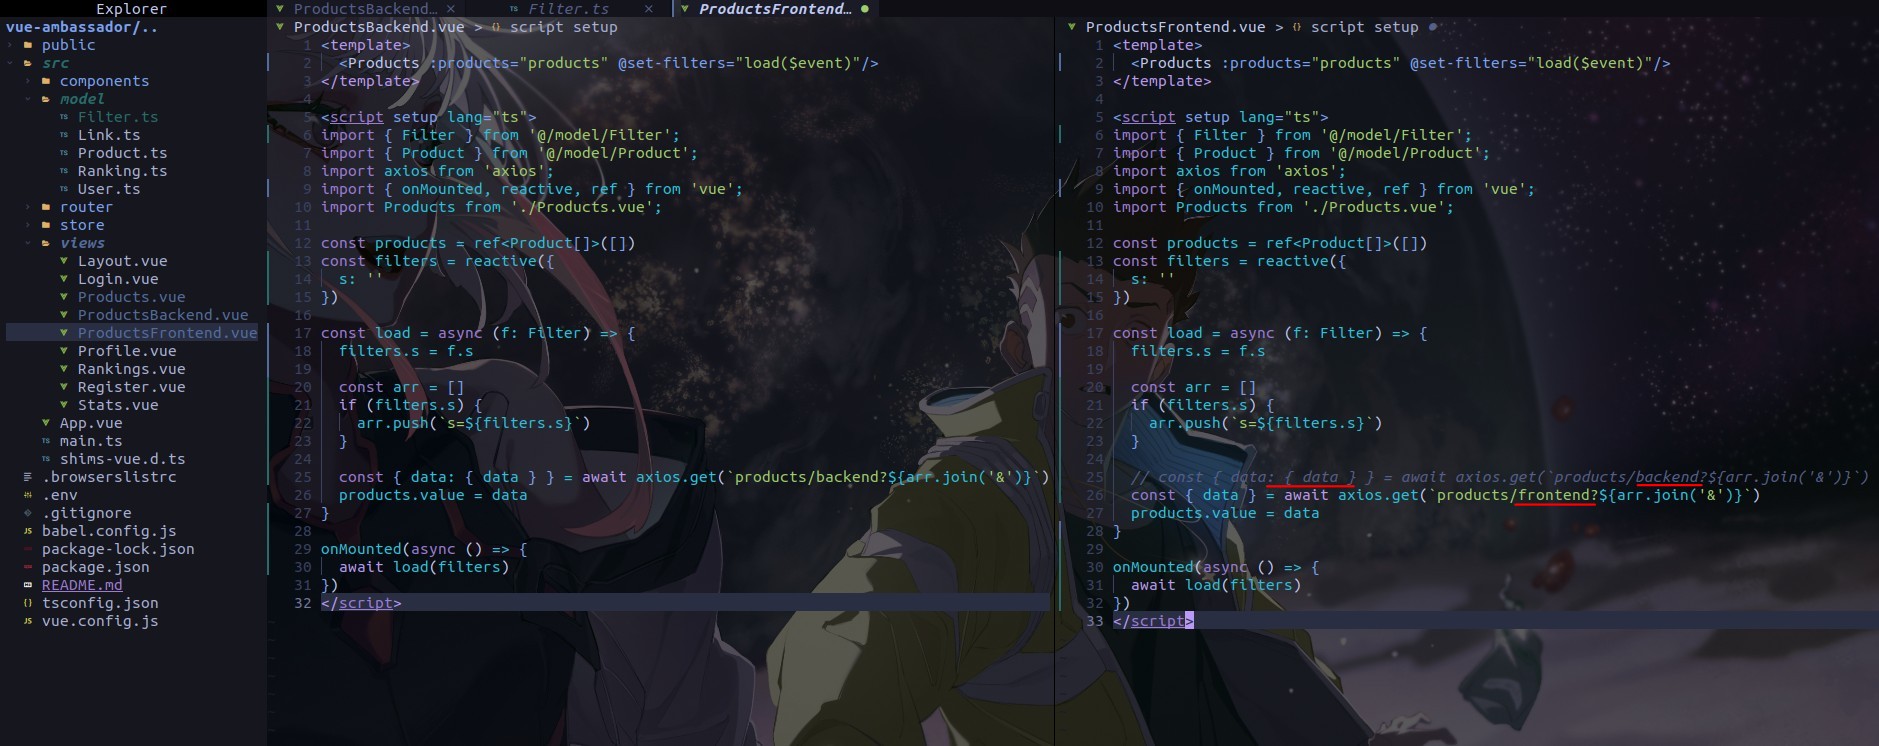 Explorer
vue-ambassador/..
public
src
components
model
Filter.ts
Link.ts
Product.ts
Ranking.ts
User.ts
router
store
views
Layout.vue
Login.vue
Products.vue
ProductsBackend.vue
ProductsFrontend.vue
Profile.vue
Rankings.vue
Register.vue
Stats.vue
App.vue
main.ts
shims-vue.d.ts
.browserslistrc
.env
.gitignore
babel.config.js
package-lock.json
package.json
README.md
tsconfig.json
vue.config.js
ProductsBackend… × Filter.ts × ProductsFrontend… ●
ProductsBackend.vue > {} script setup
1 <template>
2 <Products :products="products" @set-filters="load($event)"/>
3 </template>
4
5 <script setup lang="ts">
6 import { Filter } from '@/model/Filter';
7 import { Product } from '@/model/Product';
8 import axios from 'axios';
9 import { onMounted, reactive, ref } from 'vue';
10 import Products from './Products.vue';
11
12 const products = ref<Product[]>([])
13 const filters = reactive({
14 s: ''
15 })
16
17 const load = async (f: Filter) => {
18 filters.s = f.s
19
20 const arr = []
21 if (filters.s) {
22 arr.push(`s=${filters.s}`)
23 }
24
25 const { data: { data } } = await axios.get(`products/backend?${arr.join('&')}`)
26 products.value = data
27 }
28
29 onMounted(async () => {
30 await load(filters)
31 })
32 </script>
ProductsFrontend.vue > {} script setup ●
1 <template>
2 <Products :products="products" @set-filters="load($event)"/>
3 </template>
4
5 <script setup lang="ts">
6 import { Filter } from '@/model/Filter';
7 import { Product } from '@/model/Product';
8 import axios from 'axios';
9 import { onMounted, reactive, ref } from 'vue';
10 import Products from './Products.vue';
11
12 const products = ref<Product[]>([])
13 const filters = reactive({
14 s: ''
15 })
16
17 const load = async (f: Filter) => {
18 filters.s = f.s
19
20 const arr = []
21 if (filters.s) {
22 arr.push(`s=${filters.s}`)
23 }
24
25 // const { data: { data } } = await axios.get(`products/backend?${arr.join('&')}`)
26 const { data } = await axios.get(`products/frontend?${arr.join('&')}`)
27 products.value = data
28 }
29
30 onMounted(async () => {
31 await load(filters)
32 })
33 </script>